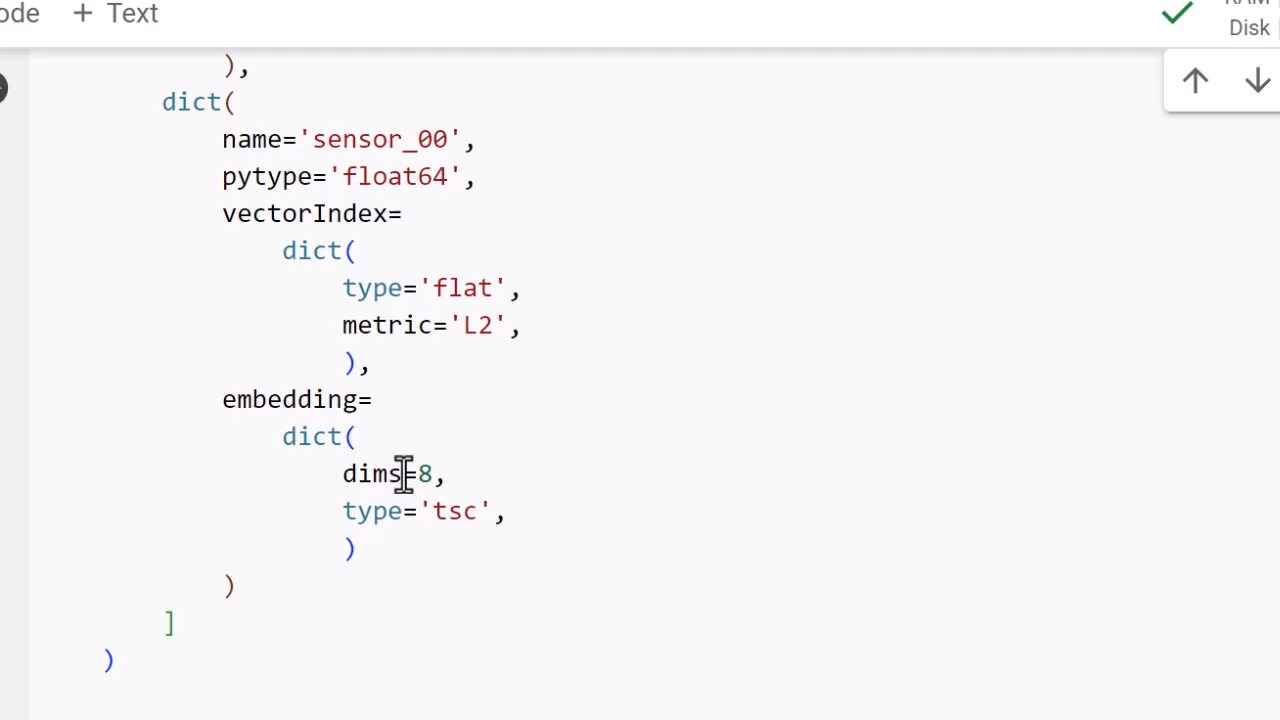 + Text
Disk
),
dict(
name='sensor_00',
pytype='float64',
vectorIndex=
dict(
type='flat',
metric='L2',
),
embedding=
dict(
dims=8,
type='tsc',
)
)
]
)